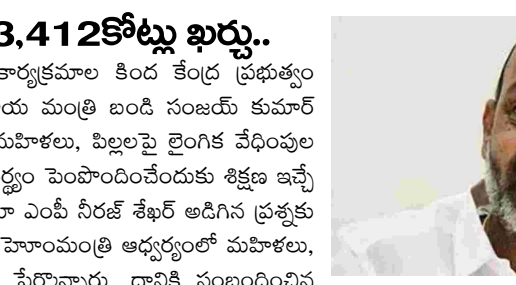 3,412కోట్లు ఖర్చు..
కార్యక్రమాల కింద కేంద్ర ప్రభుత్వం
మంత్రి బండి సంజయ్ కుమార్
మహిళలు, పిల్లలపై లైంగిక వేధింపుల
పెంపొందించేందుకు శిక్షణ ఇచ్చే
ఎంపీ నీరజ్ శేఖర్ అడిగిన ప్రశ్నకు
హెూంమంత్రి ఆధ్వర్యంలో మహిళలు,
పేర్కొన్నారు. దానికి సంబంధించిన